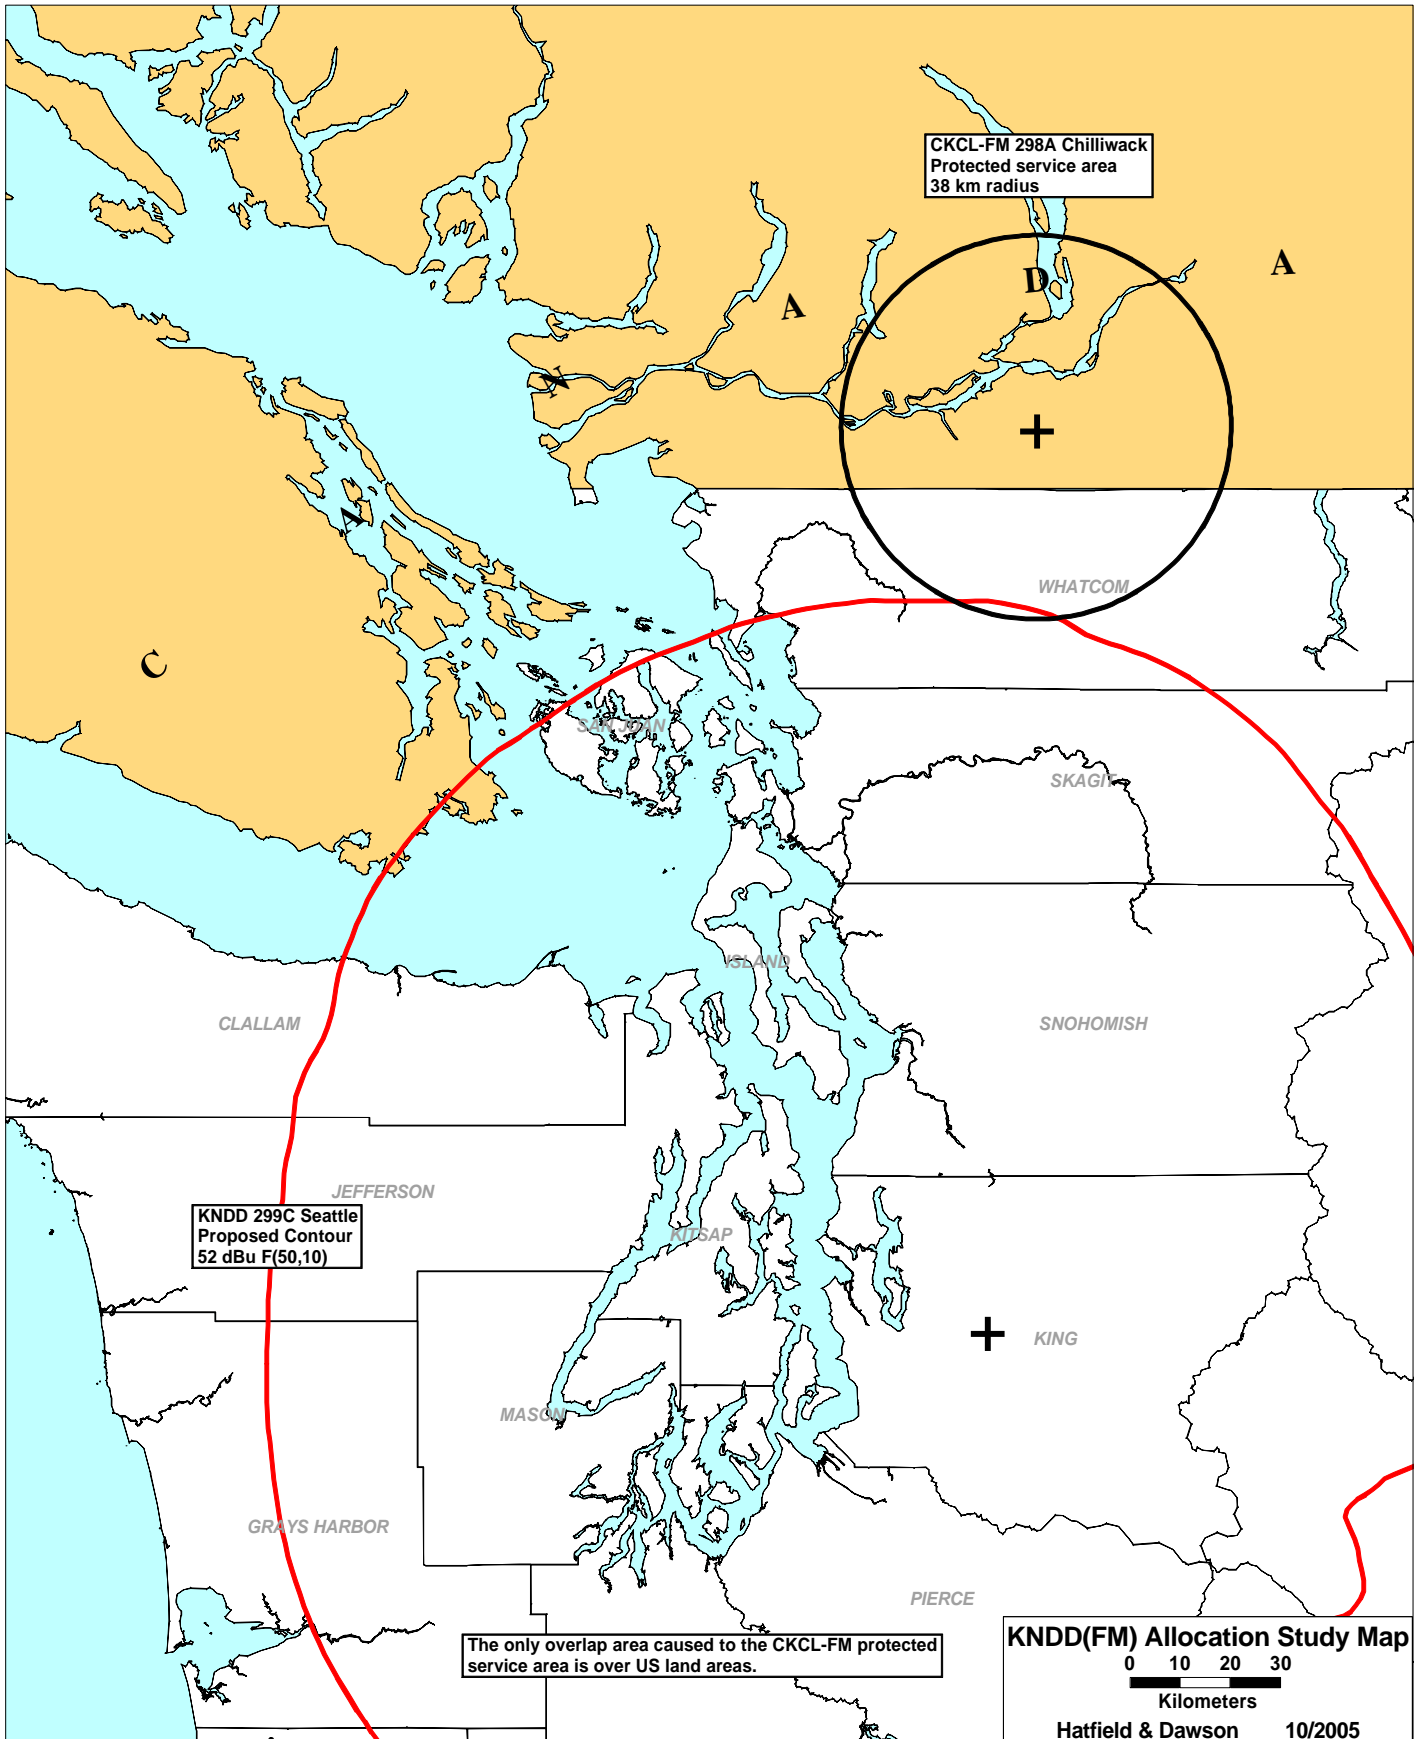 CKCL-FM 298A Chilliwack
Protected service area
38 km radius
A
D
A
N
A
WHATCOM
C
SAN JUAN
SKAGIT
ISLAND
CLALLAM
SNOHOMISH
JEFFERSON
KNDD 299C Seattle
Proposed Contour
52 dBu F(50,10)
KITSAP
KING
MASON
GRAYS HARBOR
PIERCE
The only overlap area caused to the CKCL-FM protected
service area is over US land areas.
KNDD(FM) Allocation Study Map
0 10 20 30
Kilometers
Hatfield & Dawson 10/2005